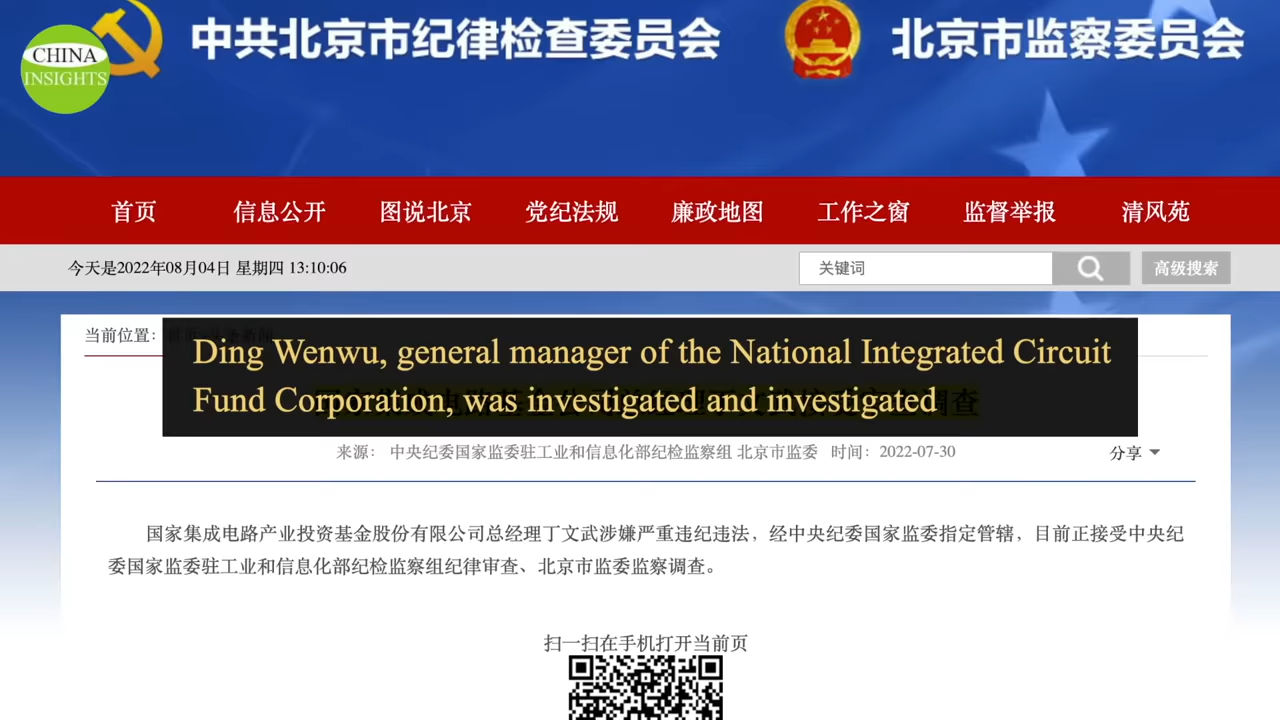 中共北京市纪律检查委员会
北京市监察委员会
CHINA
INSIGHTS
首页 信息公开 图说北京 党纪法规 廉政地图 工作之窗 监督举报 清风苑
今天是2022年08月04日 星期四 13:10:06
关键词
高级搜索
当前位置：
Ding Wenwu, general manager of the National Integrated Circuit
Fund Corporation, was investigated and investigated
来源： 中央纪委国家监委驻工业和信息化部纪检监察组 北京市监委 时间：2022-07-30
分享
国家集成电路产业投资基金股份有限公司总经理丁文武涉嫌严重违纪违法，经中央纪委国家监委指定管辖，目前正接受中央纪
委国家监委驻工业和信息化部纪检监察组纪律审查、北京市监委监察调查。
扫一扫在手机打开当前页